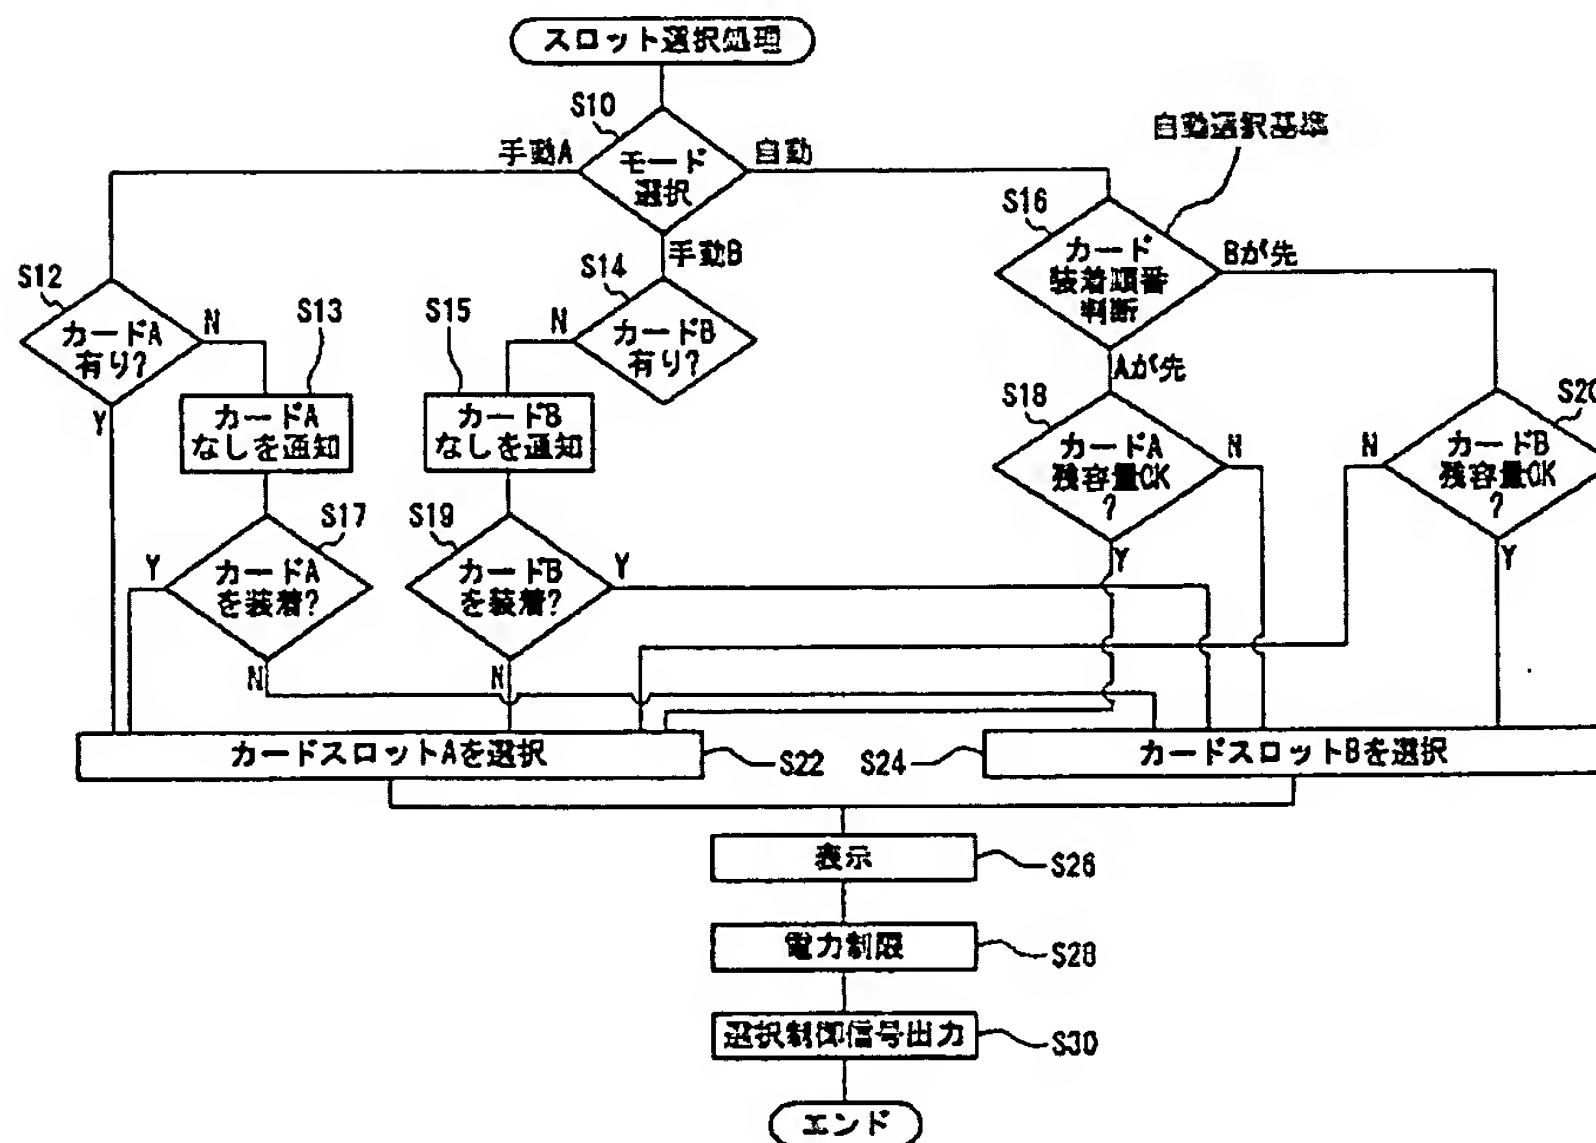 スロット選択処理
S10
モード
選択
手動A
自動
手動B
自動選択基準
S16
カード
装着順番
判断
Bが先
Aが先
S12
カードA
有り?
N
Y
S13
カードA
なしを通知
S14
カードB
有り?
N
S15
カードB
なしを通知
S17
カードA
を装着?
Y
N
S19
カードB
を装着?
Y
N
S18
カードA
残容量OK
?
N
Y
S20
カードB
残容量OK
?
N
Y
カードスロットAを選択
S22
S24
カードスロットBを選択
表示
S26
電力制限
S28
選択制御信号出力
S30
エンド